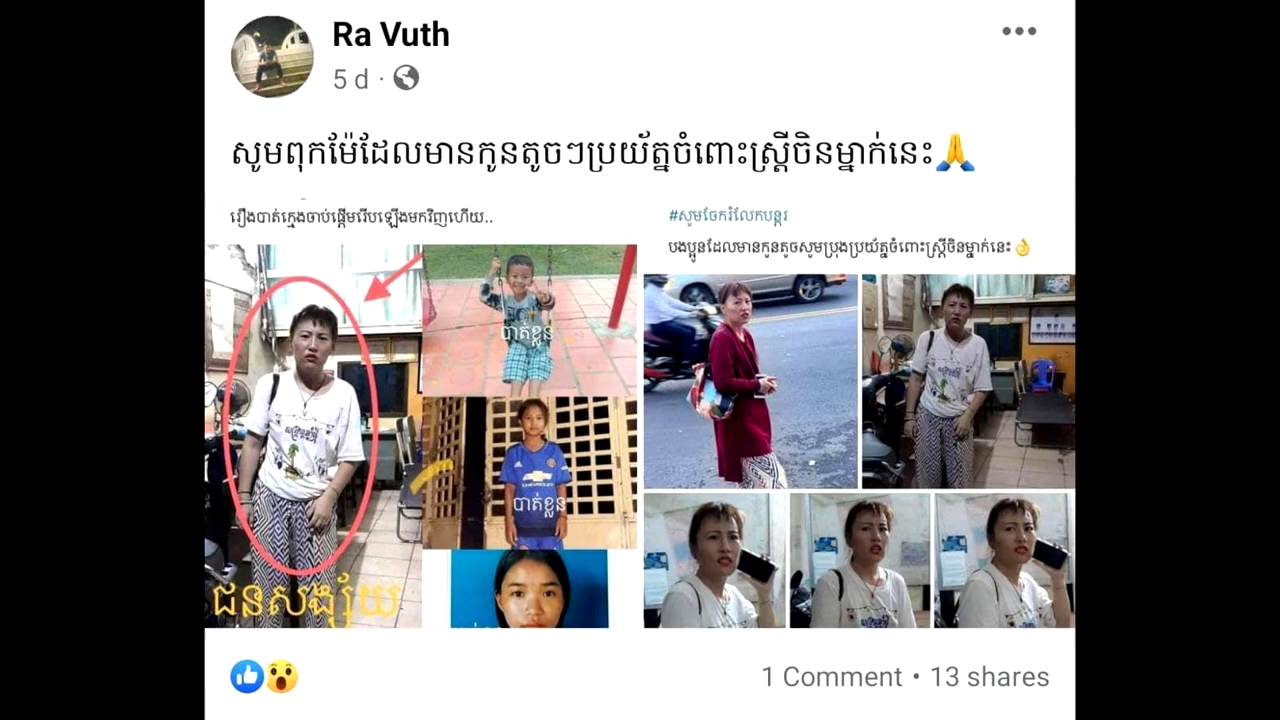 Ra Vuth
5 d ·
សូមពុកម៉ែដែលមានកូនតូចៗប្រយ័ត្នចំពោះស្ត្រីចិនម្នាក់នេះ🙏
រឿងបាត់ក្មេងចាប់ផ្តើមរើបឡើងមកវិញហើយ..
#សូមចែករំលែកបន្តរ
បងប្អូនដែលមានកូនតូចសូមប្រុងប្រយ័ត្នចំពោះស្ត្រីចិនម្នាក់នេះ👌
បាត់ខ្លួន
CHEVROLET
បាត់ខ្លួន
ជនសង្ស័យ
1 Comment • 13 shares